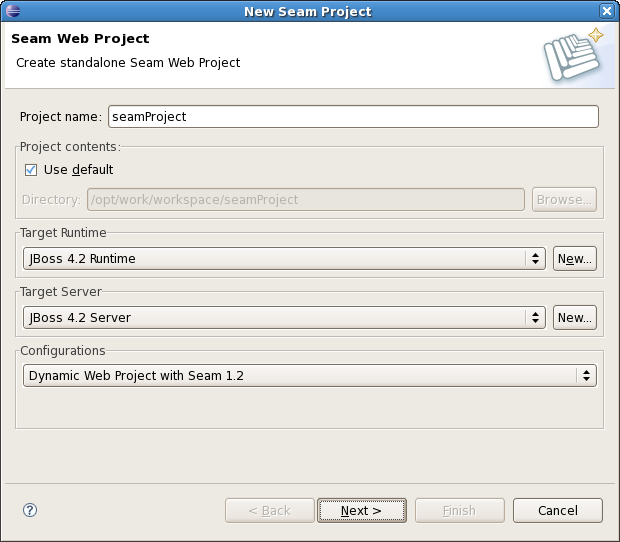 New Seam Project
Seam Web Project
Create standalone Seam Web Project
Project name: seamProject
Project contents:
Use default
Directory: /opt/work/workspace/seamProject Browse...
Target Runtime
JBoss 4.2 Runtime New...
Target Server
JBoss 4.2 Server New...
Configurations
Dynamic Web Project with Seam 1.2
? < Back Next > Finish Cancel